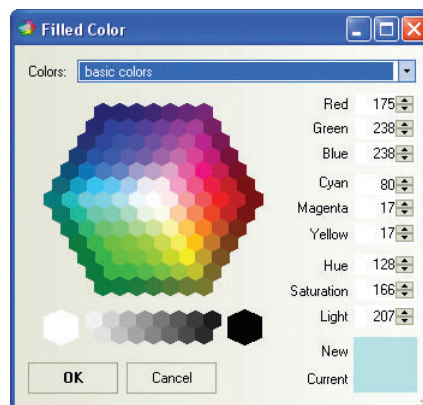 Filled Color
Colors: basic colors
Red 175
Green 238
Blue 238
Cyan 80
Magenta 17
Yellow 17
Hue 128
Saturation 166
Light 207
New
Current
OK Cancel